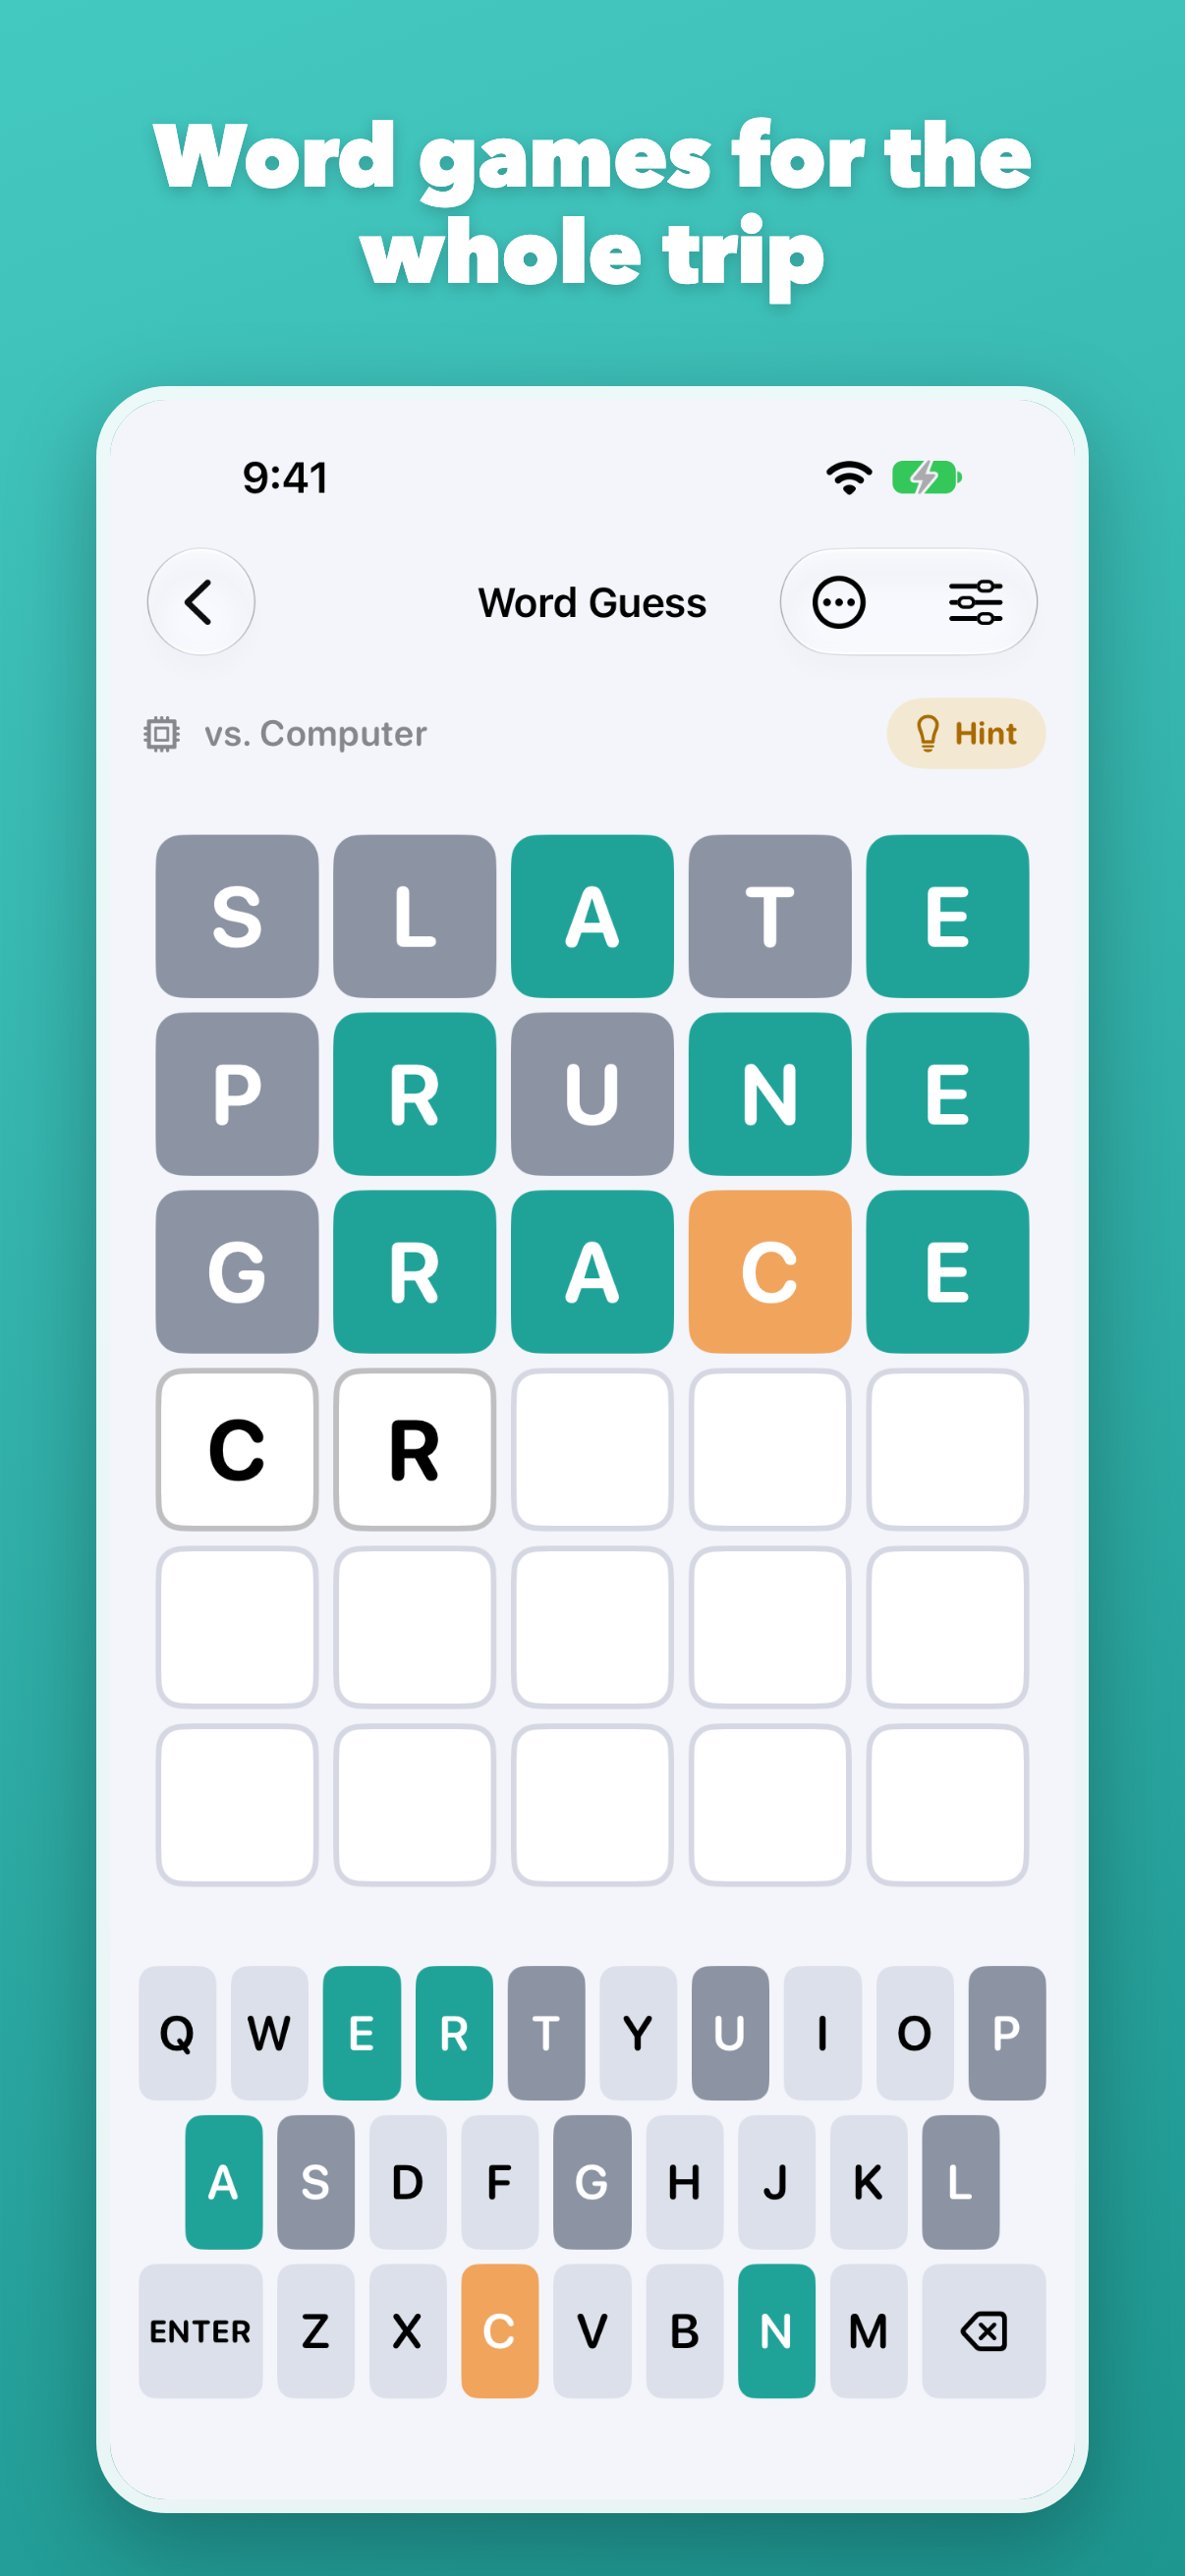 Word games for the
whole trip
9:41
Word Guess
vs. Computer
Hint
S L A T E
P R U N E
G R A C E
C R
Q W E R T Y U I O P
A S D F G H J K L
ENTER Z X C V B N M